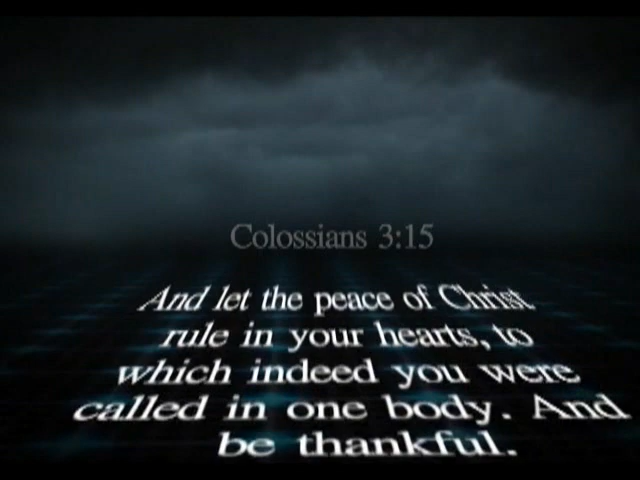 Colossians 3:15
And let the peace of Christ
rule in your hearts, to
which indeed you were
called in one body. And
be thankful.